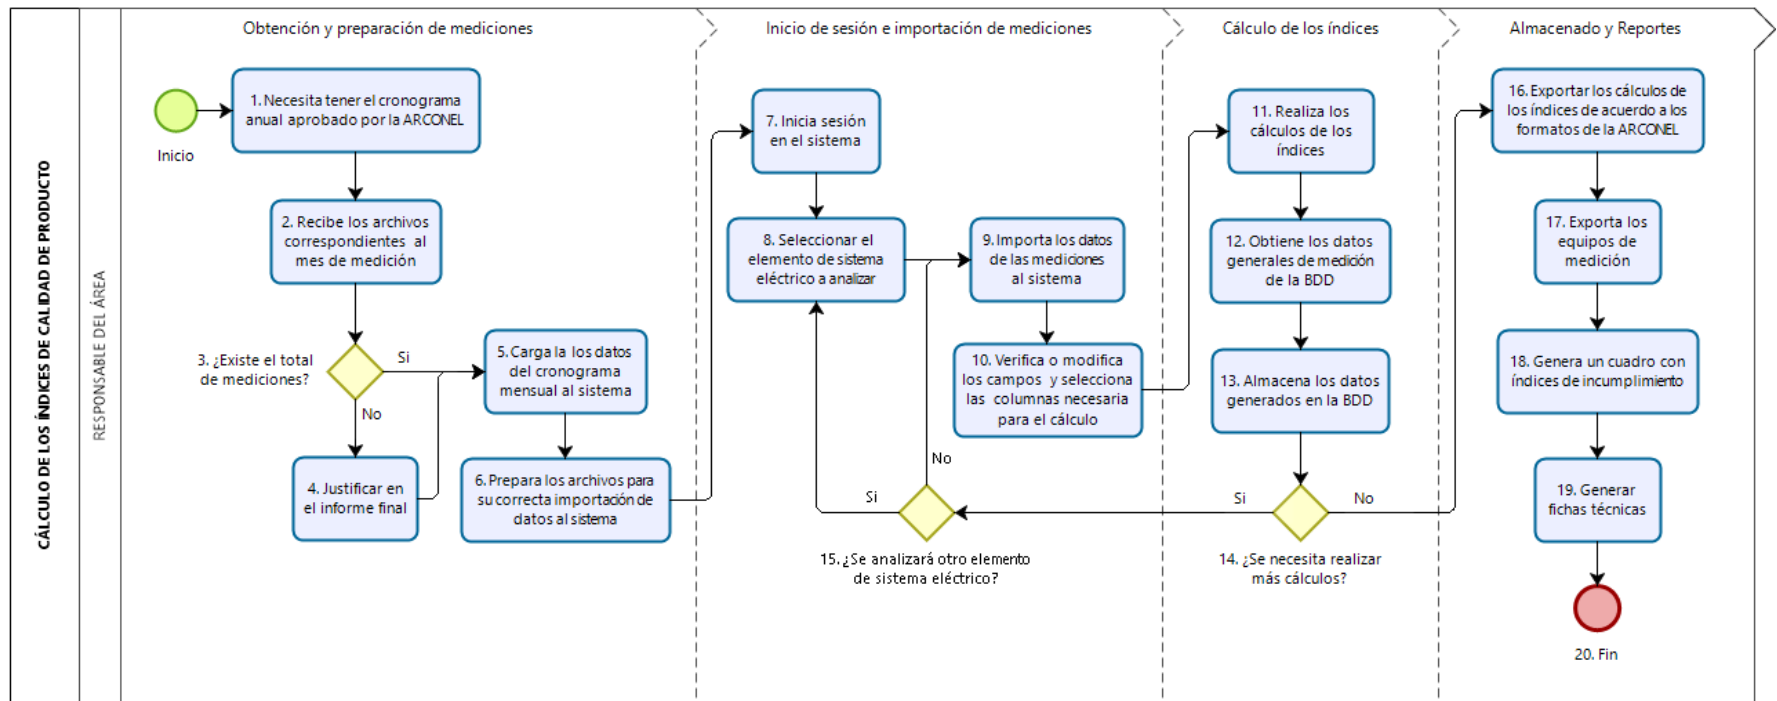 CÁLCULO DE LOS ÍNDICES DE CALIDAD DE PRODUCTO
RESPONSABLE DEL ÁREA
Obtención y preparación de mediciones
Inicio
1. Necesita tener el cronograma
anual aprobado por la ARCONEL
2. Recibe los archivos
correspondientes al
mes de medición
3. ¿Existe el total
de mediciones?
Si
No
4. Justificar en
el informe final
5. Carga la los datos
del cronograma
mensual al sistema
6. Prepara los archivos para
su correcta importación de
datos al sistema
Inicio de sesión e importación de mediciones
7. Inicia sesión
en el sistema
8. Seleccionar el
elemento de sistema
eléctrico a analizar
9. Importa los datos
de las mediciones
al sistema
10. Verifica o modifica
los campos y selecciona
las columnas necesaria
para el cálculo
No
Si
15. ¿Se analizará otro elemento
de sistema eléctrico?
Cálculo de los índices
11. Realiza los
cálculos de los
índices
12. Obtiene los datos
generales de medición
de la BDD
13. Almacena los datos
generados en la BDD
Si
No
14. ¿Se necesita realizar
más cálculos?
Almacenado y Reportes
16. Exportar los cálculos de
los índices de acuerdo a los
formatos de la ARCONEL
17. Exporta los
equipos de
medición
18. Genera un cuadro con
índices de incumplimiento
19. Generar
fichas técnicas
20. Fin